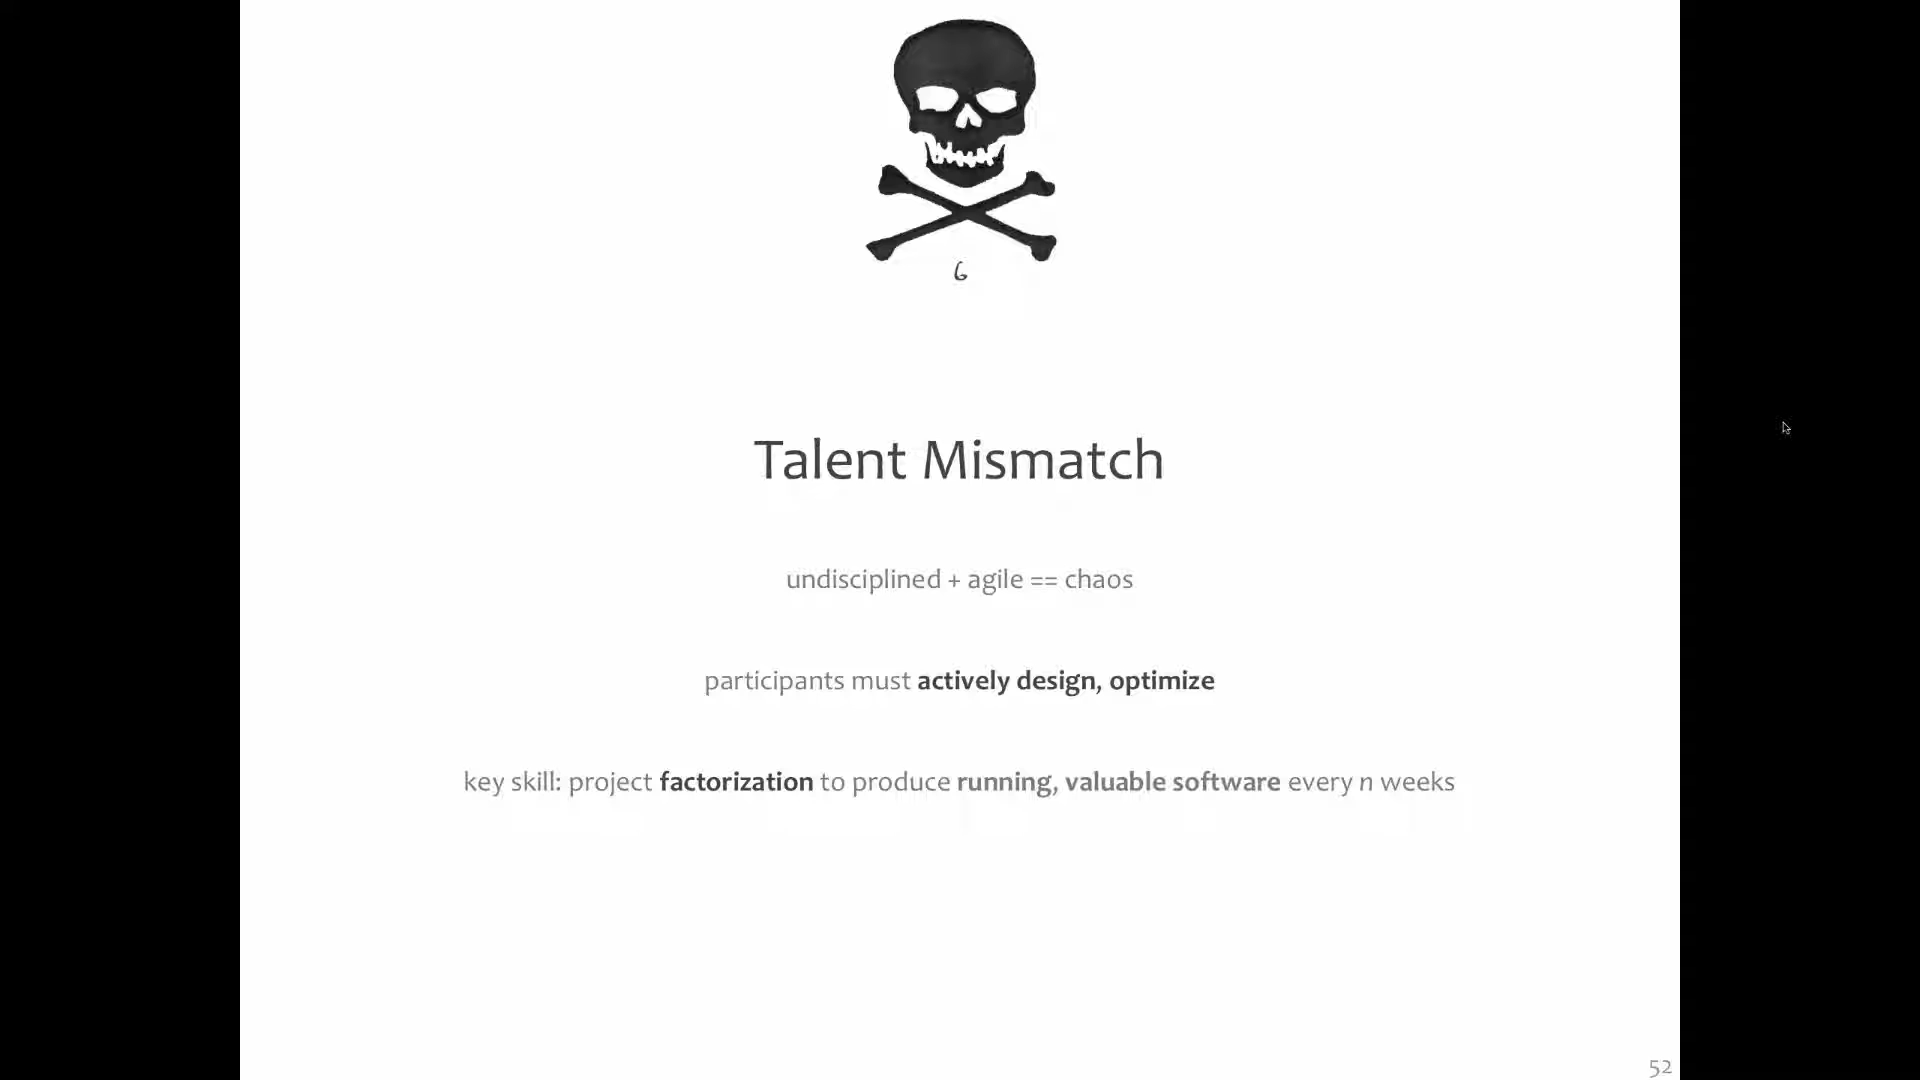 6
Talent Mismatch
undisciplined + agile == chaos
participants must actively design, optimize
key skill: project factorization to produce running, valuable software every n weeks
52